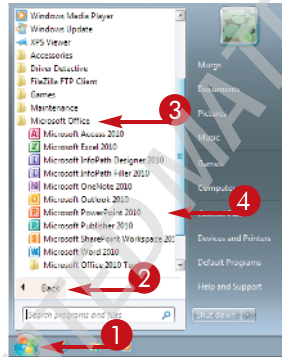 Windows Media Player
Windows Update
XPS Viewer
Accessories
Driver Detective
FileZilla FTP Client
Games
Maintenance
Microsoft Office
3
Microsoft Access 2010
Microsoft Excel 2010
Microsoft InfoPath Designer 2010
Microsoft InfoPath Filler 2010
Microsoft OneNote 2010
Microsoft Outlook 2010
Microsoft PowerPoint 2010
4
Microsoft Publisher 2010
Microsoft SharePoint Workspace 20
Microsoft Word 2010
Microsoft Office 2010
Back
2
Search programs and files
1
Documents
Pictures
Music
Games
Computer
Devices and Printers
Default Programs
Help and Support
Shut down